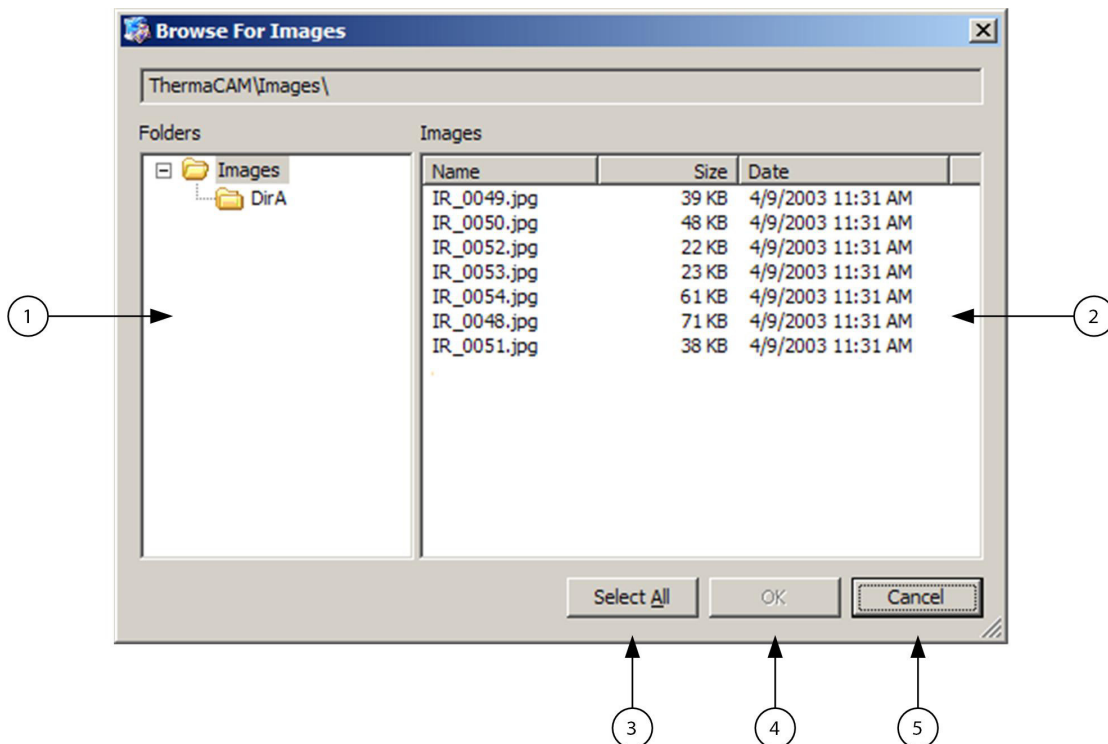 Browse For Images
ThermaCAM\Images\
Folders
Images
Images
DirA
Name Size Date
IR_0049.jpg 39 KB 4/9/2003 11:31 AM
IR_0050.jpg 48 KB 4/9/2003 11:31 AM
IR_0052.jpg 22 KB 4/9/2003 11:31 AM
IR_0053.jpg 23 KB 4/9/2003 11:31 AM
IR_0054.jpg 61 KB 4/9/2003 11:31 AM
IR_0048.jpg 71 KB 4/9/2003 11:31 AM
IR_0051.jpg 38 KB 4/9/2003 11:31 AM
1
2
Select All OK Cancel
3 4 5